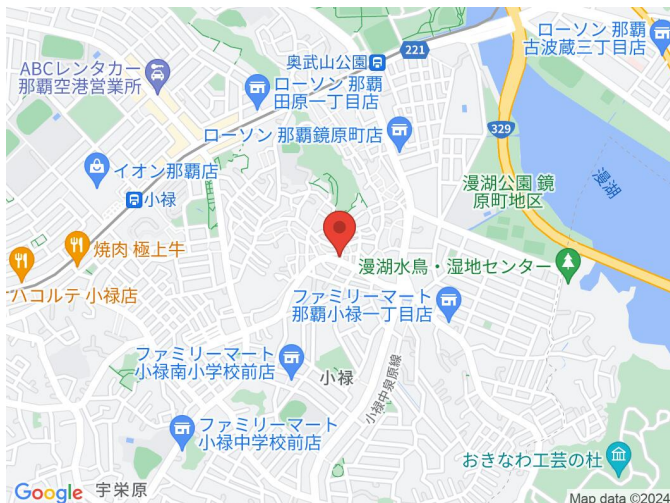 ローソン 那覇
古波蔵三丁目店
221
奥武山公園
ABCレンタカー
那覇空港営業所
ローソン 那覇
田原一丁目店
ローソン 那覇鏡原町店
329
イオン那覇店
小禄
漫湖公園 鏡
原町地区
漫湖
焼肉 極上牛
漫湖水鳥・湿地センター
ハコルテ 小禄店
ファミリーマート
那覇小禄一丁目店
ファミリーマート
小禄南小学校前店
小禄
小禄中央線
ファミリーマート
小禄中学校前店
おきなわ工芸の杜
宇栄原
Google
Map data ©2024